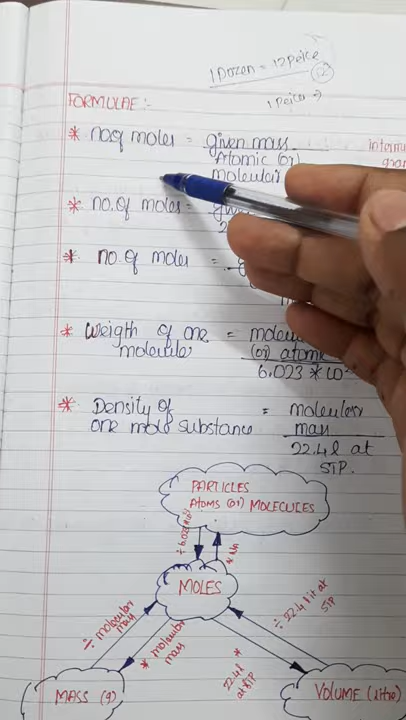 1 Dozen = 12 Peice
12
1 Peice →
FORMULAE :-
* no.of moles = given mass
Atomic (or)
molecular
* no. of moles =
* no. of moles =
* Weigth of one = 
molecule (or) atomic
6.023 * 10
* Density of = molecular
one mole substance mass
22.4 l at
STP.
PARTICLES
Atoms (or) MOLECULES
* NA
MOLES
÷ molecular
mass
* molecular
mass
÷ 22.4 lit at
STP
* 22.4 l
at STP
MASS (g)
VOLUME (litre)